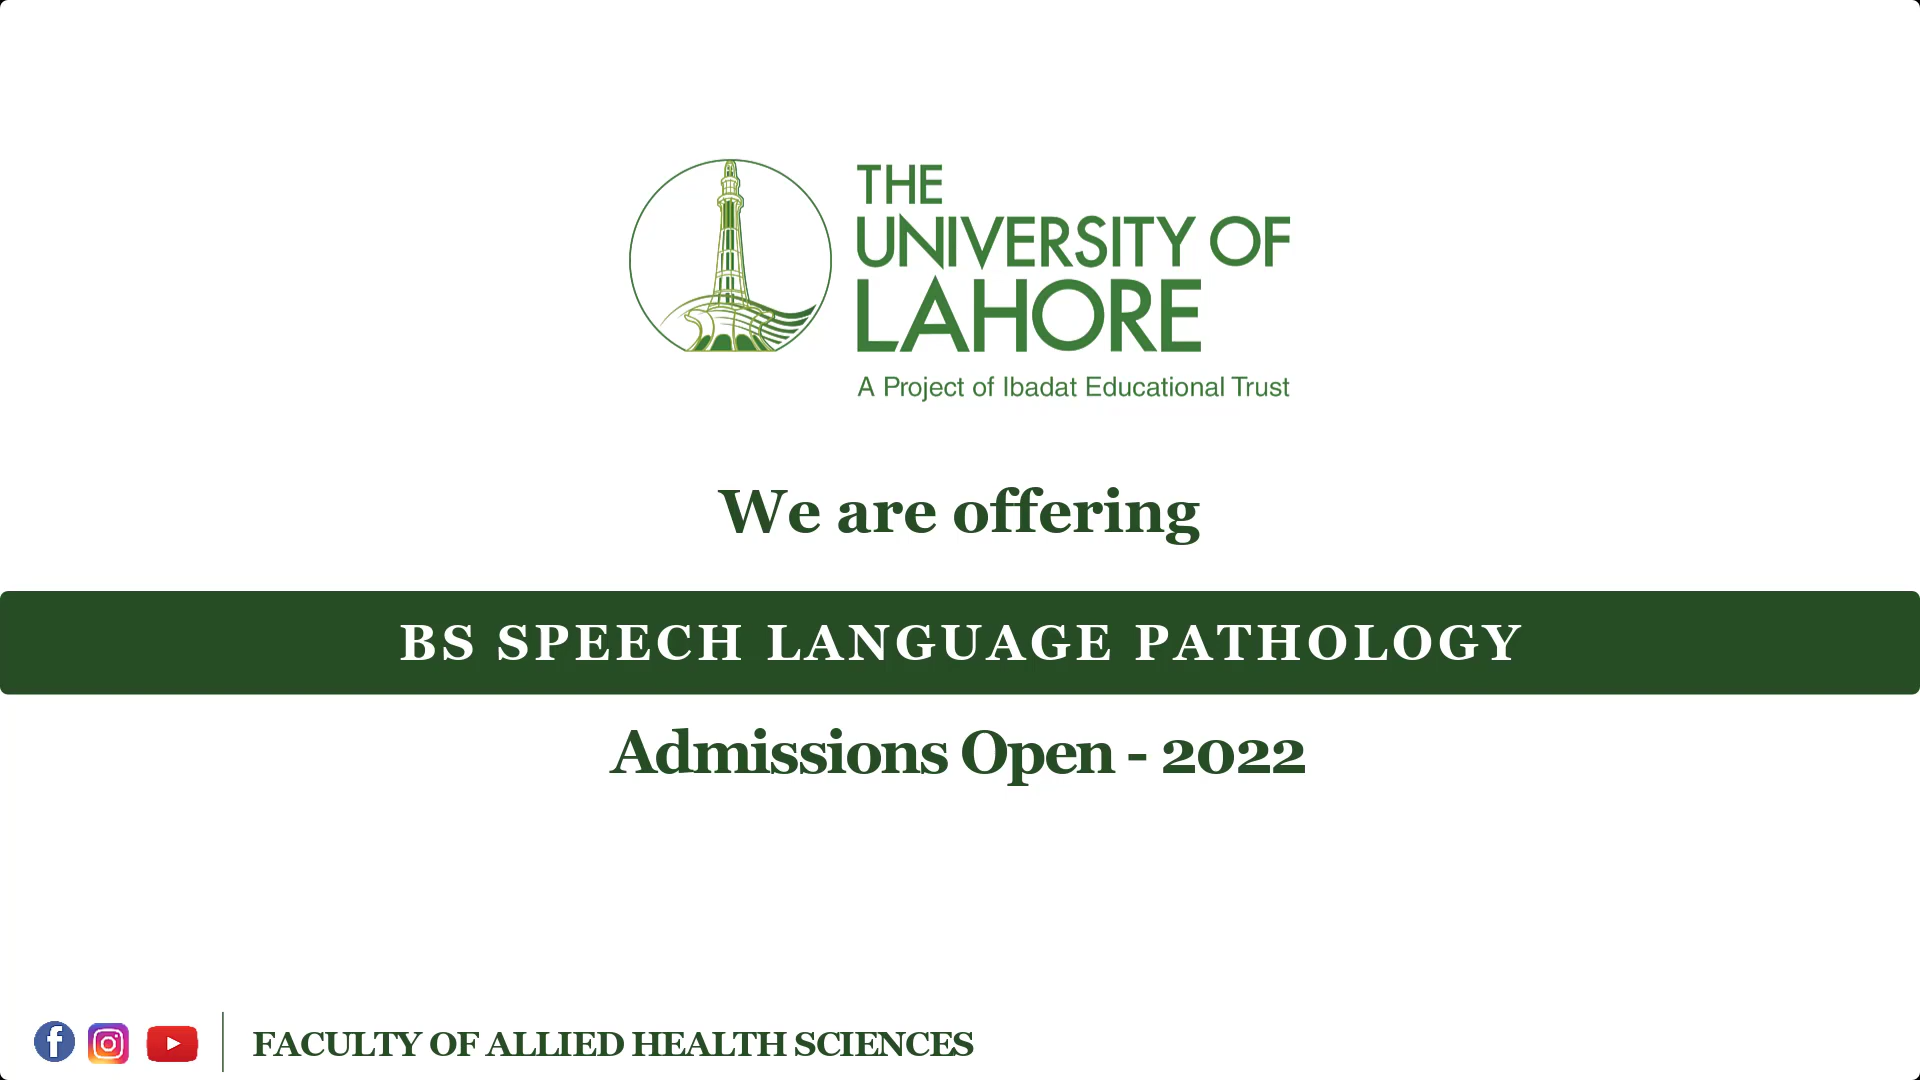 THE
UNIVERSITY OF
LAHORE
A Project of Ibadat Educational Trust
We are offering
BS SPEECH LANGUAGE PATHOLOGY
Admissions Open - 2022
FACULTY OF ALLIED HEALTH SCIENCES